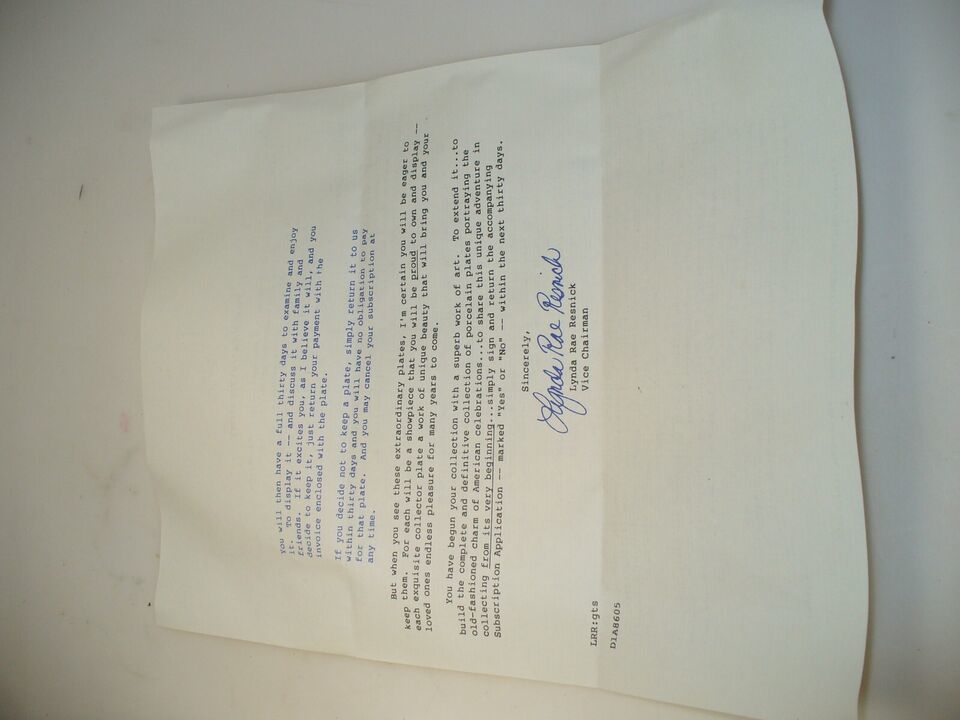 you will then have a full thirty days to examine and enjoy
it. To display it -- and discuss it with family and
friends. If it excites you, as I believe it will, and you
decide to keep it, just return your payment with the
invoice enclosed with the plate.
If you decide not to keep a plate, simply return it to us
within thirty days and you will have no obligation to pay
for that plate. And you may cancel your subscription at
any time.
But when you see these extraordinary plates, I'm certain you will be eager to
keep them. For each will be a showpiece that you will be proud to own and display --
each exquisite collector plate a work of unique beauty that will bring you and your
loved ones endless pleasure for many years to come.
You have begun your collection with a superb work of art. To extend it...to
build the complete and definitive collection of porcelain plates portraying the
old-fashioned charm of American celebrations...to share this unique adventure in
collecting from its very beginning...simply sign and return the accompanying
Subscription Application -- marked "Yes" or "No" -- within the next thirty days.
Sincerely,
Lynda Rae Resnick
Lynda Rae Resnick
Vice Chairman
LRR:gts
D1A8605